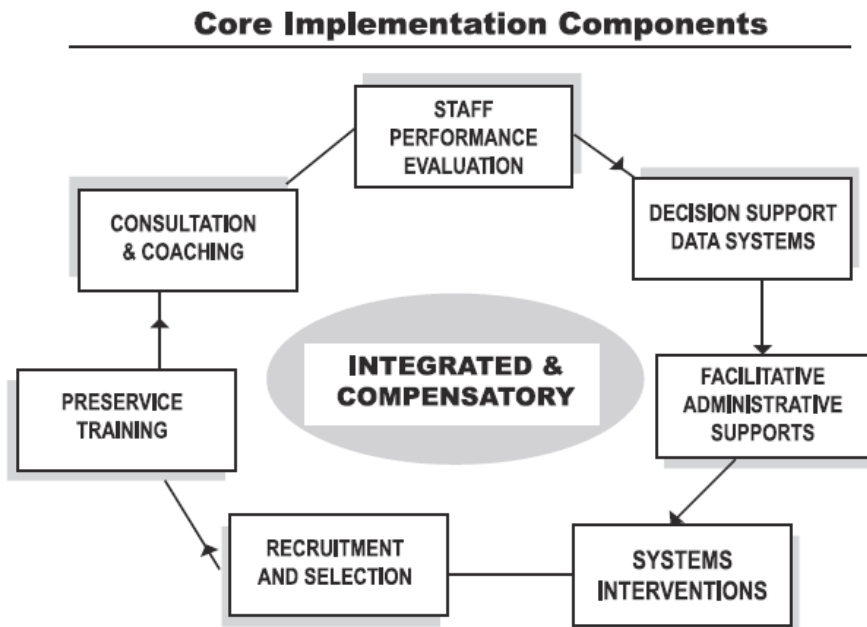 Core Implementation Components
STAFF
PERFORMANCE
EVALUATION
CONSULTATION
& COACHING
DECISION SUPPORT
DATA SYSTEMS
INTEGRATED &
COMPENSATORY
PRESERVICE
TRAINING
FACILITATIVE
ADMINISTRATIVE
SUPPORTS
RECRUITMENT
AND SELECTION
SYSTEMS
INTERVENTIONS